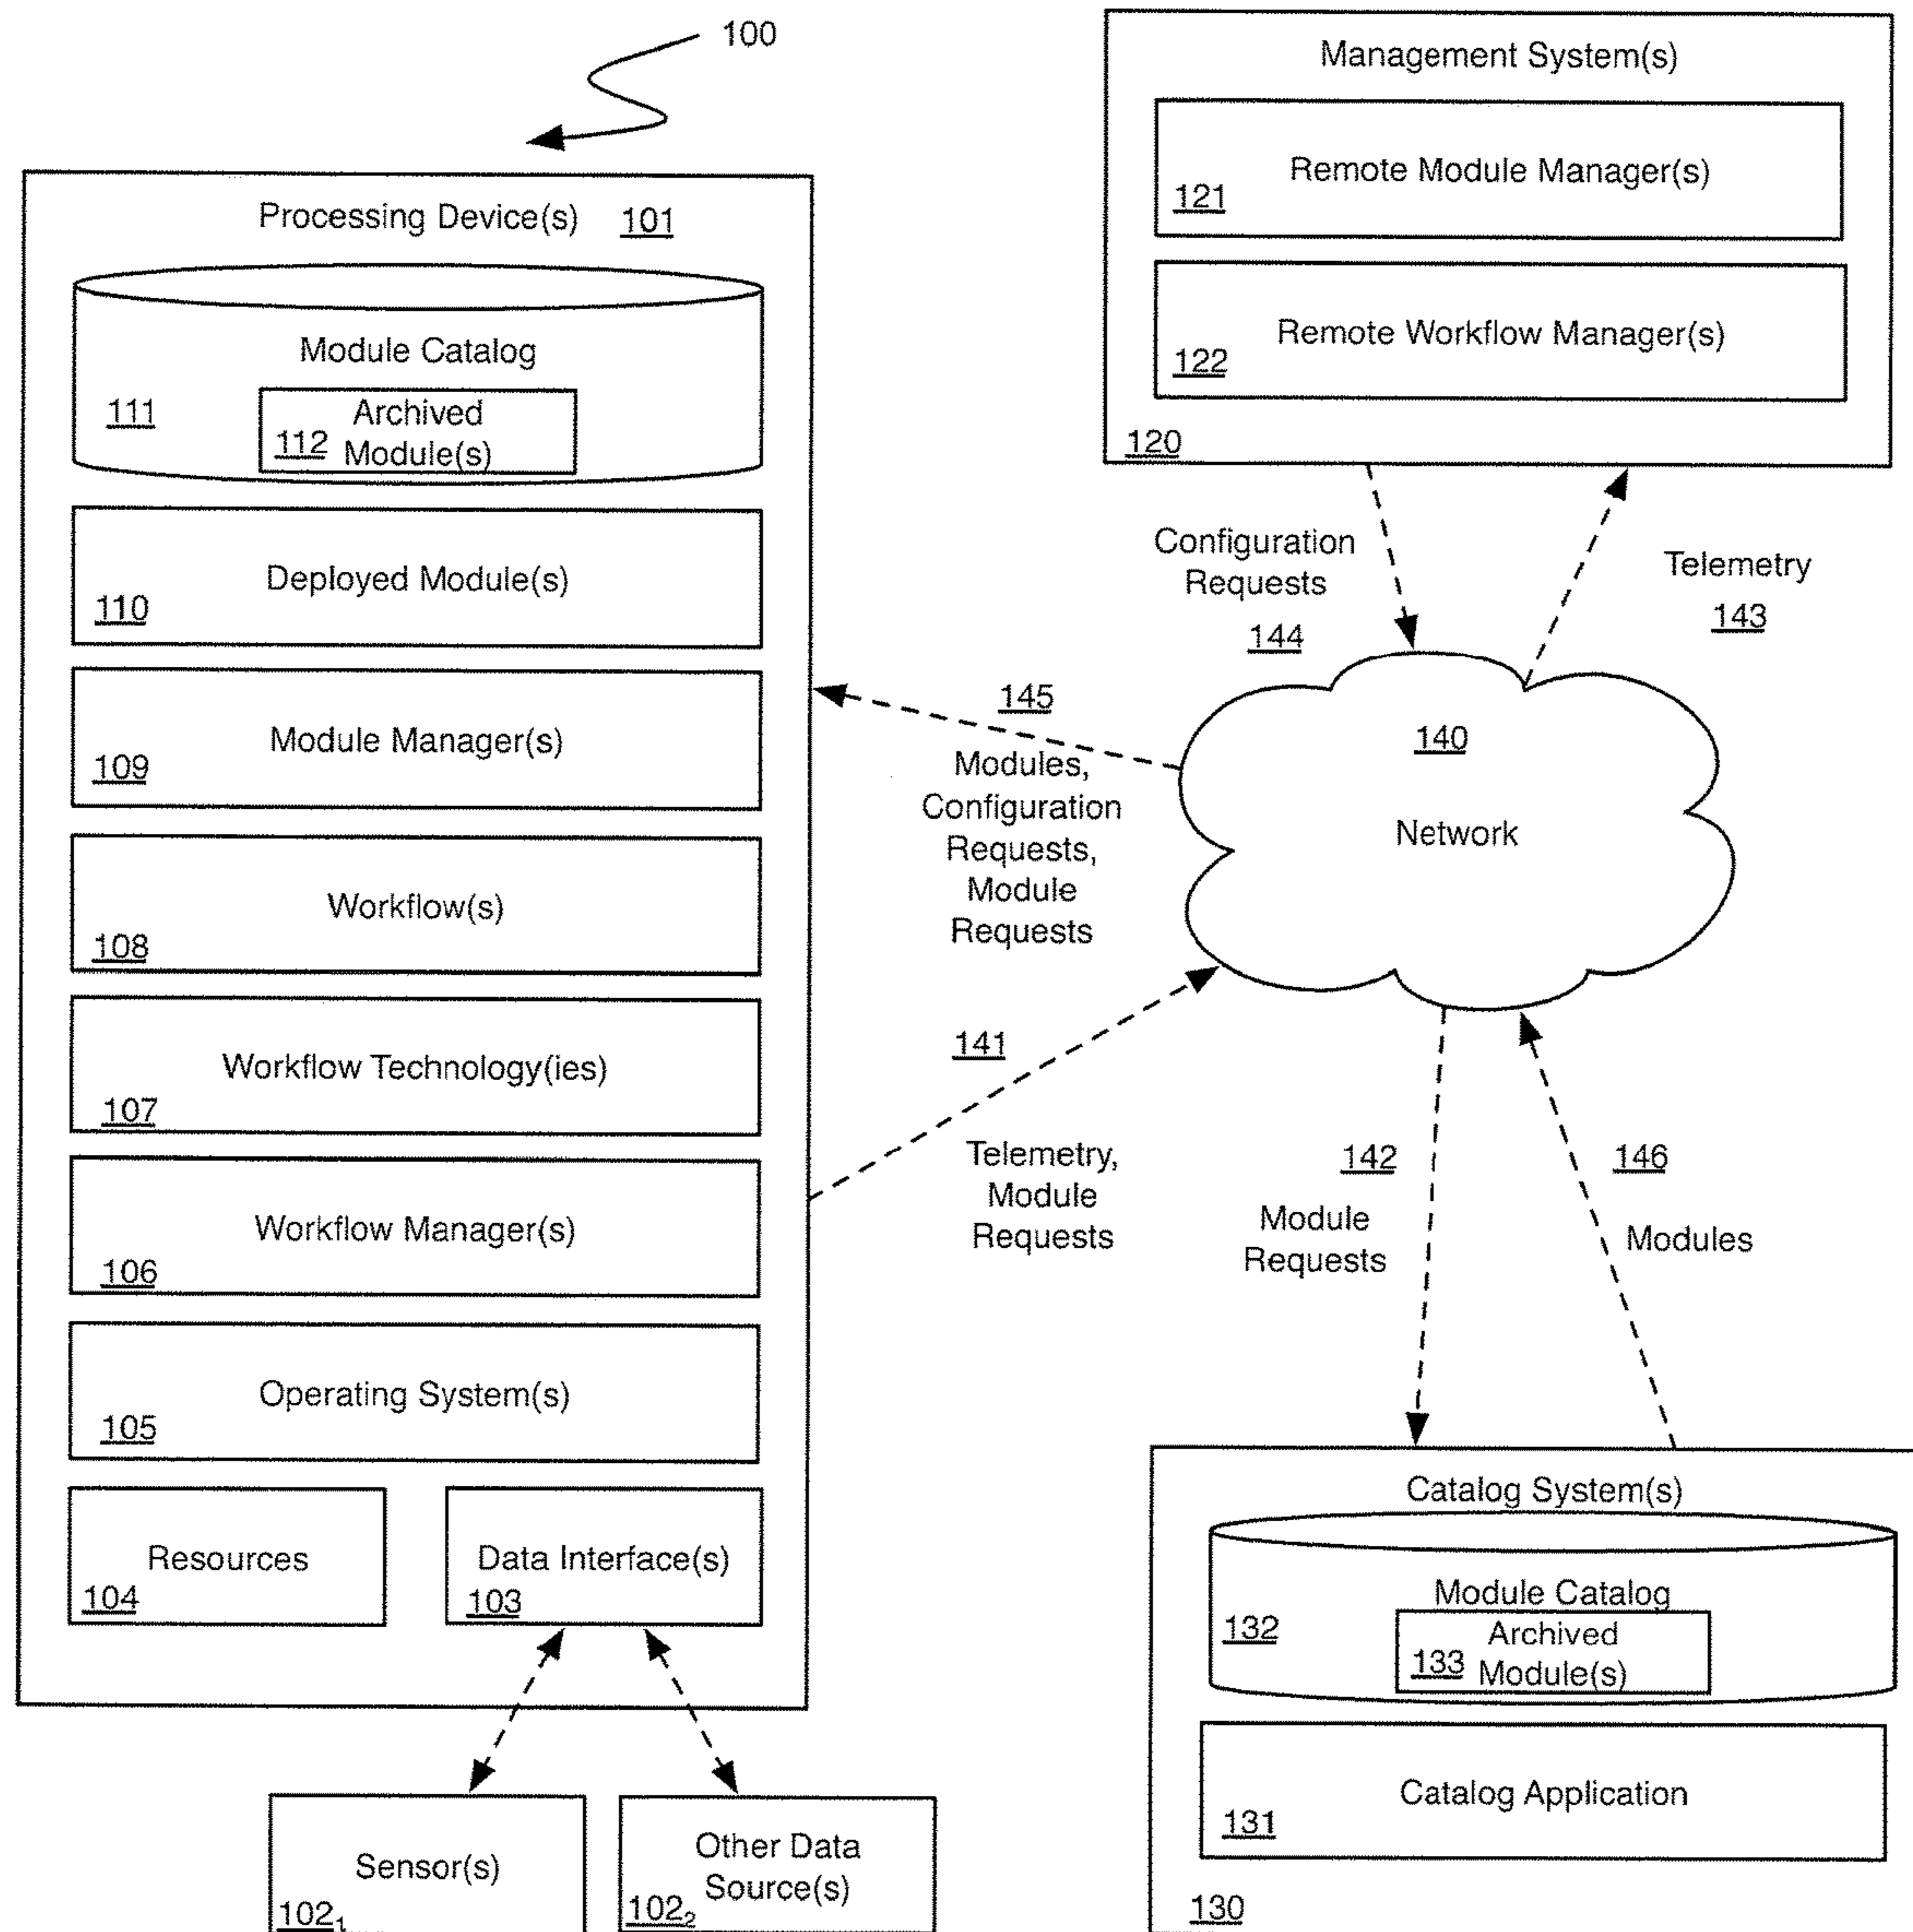 100
Processing Device(s) 101
Module Catalog
111
Archived
112 Module(s)
Deployed Module(s)
110
Module Manager(s)
109
Workflow(s)
108
Workflow Technology(ies)
107
Workflow Manager(s)
106
Operating System(s)
105
Resources
104
Data Interface(s)
103
Sensor(s)
102₁
Other Data
Source(s)
102₂
Management System(s)
Remote Module Manager(s)
121
Remote Workflow Manager(s)
122
120
Configuration
Requests
144
Telemetry
143
145
Modules,
Configuration
Requests,
Module
Requests
140
Network
141
Telemetry,
Module
Requests
142
Module
Requests
146
Modules
Catalog System(s)
Module Catalog
132
Archived
133 Module(s)
Catalog Application
131
130